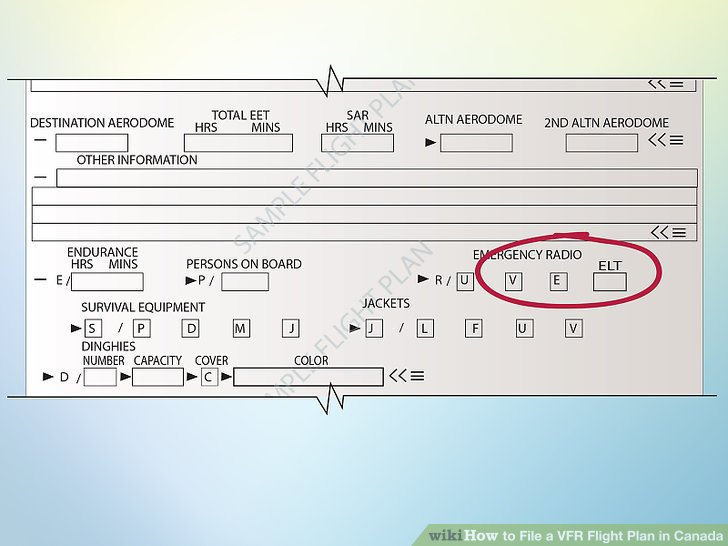 DESTINATION AERODOME TOTAL EET HRS MINS SAR HRS MINS ALTN AERODOME 2ND ALTN AERODOME
OTHER INFORMATION
SAMPLE FLIGHT PLAN
ENDURANCE HRS MINS PERSONS ON BOARD EMERGENCY RADIO ELT
E / P / R / U V E
SURVIVAL EQUIPMENT JACKETS
S / P D M J J / L F U V
DINGHIES
NUMBER CAPACITY COVER COLOR
D / C
SAMPLE FLIGHT PLAN
wikiHow to File a VFR Flight Plan in Canada